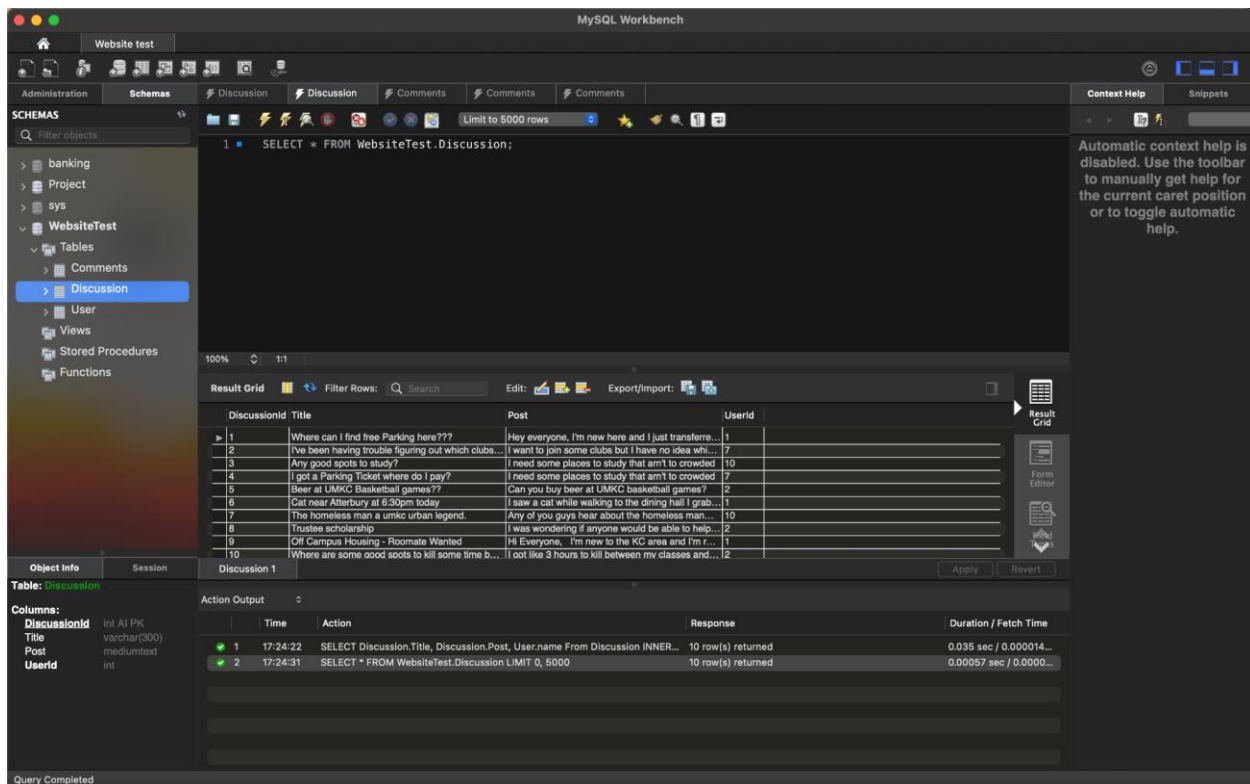 MySQL Workbench
Website test
Administration Schemas
Discussion Discussion Comments Comments Comments
Context Help Snippets
SCHEMAS
Filter objects
banking
Project
sys
WebsiteTest
Tables
Comments
Discussion
User
Views
Stored Procedures
Functions
Limit to 5000 rows
1 SELECT * FROM WebsiteTest.Discussion;
Automatic context help is
disabled. Use the toolbar
to manually get help for
the current caret position
or to toggle automatic
help.
100% 1:1
Result Grid Filter Rows: Search Edit: Export/Import:
DiscussionId Title Post UserId
1 Where can I find free Parking here??? Hey everyone, I'm new here and I just transferre... 1
2 I've been having trouble figuring out which clubs... I want to join some clubs but I have no idea whi... 7
3 Any good spots to study? I need some places to study that arn't to crowded 10
4 I got a Parking Ticket where do I pay? I need some places to study that arn't to crowded 7
5 Beer at UMKC Basketball games?? Can you buy beer at UMKC basketball games? 2
6 Cat near Atterbury at 6:30pm today I saw a cat while walking to the dining hall I grab... 1
7 The homeless man a umkc urban legend. Any of you guys hear about the homeless man... 10
8 Trustee scholarship I was wondering if anyone would be able to help... 2
9 Off Campus Housing - Roomate Wanted Hi Everyone, I'm new to the KC area and I'm r... 1
10 Where are some good spots to kill some time b... I got like 3 hours to kill between my classes and... 2
Result
Grid
Form
Editor
Object Info Session
Discussion 1
Apply Revert
Table: Discussion
Columns:
DiscussionId int AI PK
Title varchar(300)
Post mediumtext
UserId int
Action Output
Time Action Response Duration / Fetch Time
1 17:24:22 SELECT Discussion.Title, Discussion.Post, User.name From Discussion INNER... 10 row(s) returned 0.035 sec / 0.000014...
2 17:24:31 SELECT * FROM WebsiteTest.Discussion LIMIT 0, 5000 10 row(s) returned 0.00057 sec / 0.0000...
Query Completed